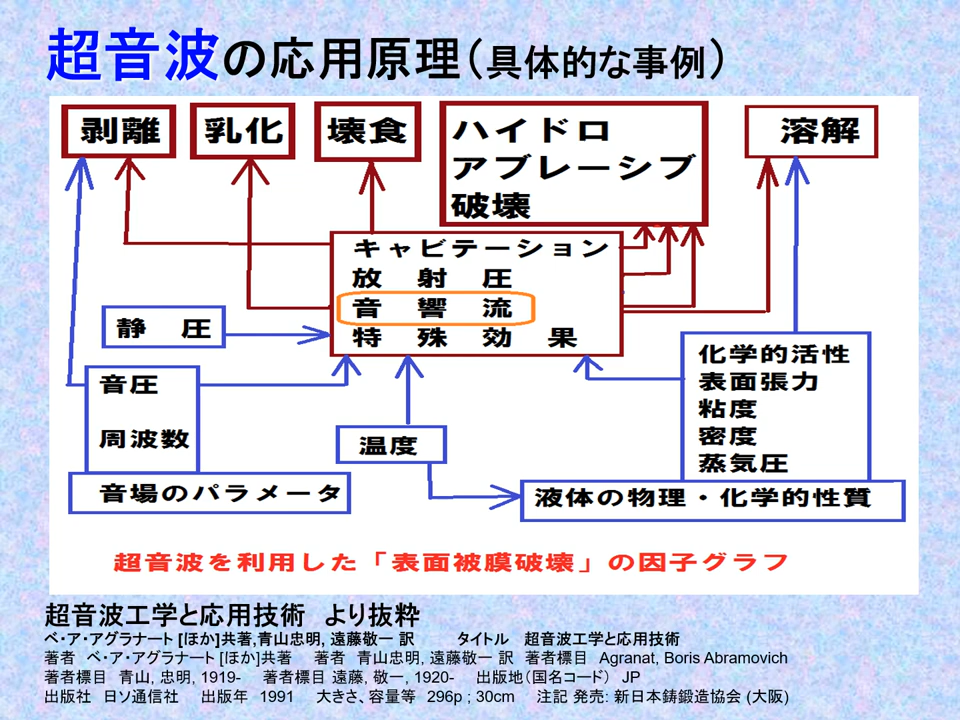 超音波の応用原理（具体的な事例）
剥離
乳化
壊食
ハイドロ
アブレーシブ
破壊
溶解
キャビテーション
放射圧
音響流
特殊効果
静圧
音圧
周波数
音場のパラメータ
温度
化学的活性
表面張力
粘度
密度
蒸気圧
液体の物理・化学的性質
超音波を利用した「表面被膜破壊」の因子グラフ
超音波工学と応用技術　より抜粋
ベ・ア・アグラナート [ほか]共著,青山忠明, 遠藤敬一 訳　　　タイトル　超音波工学と応用技術
著者　ベ・ア・アグラナート [ほか]共著　　著者　青山忠明, 遠藤敬一 訳　著者標目　Agranat, Boris Abramovich
著者標目　青山, 忠明, 1919-　著者標目 遠藤, 敬一, 1920-　　出版地（国名コード）　JP
出版社　日ソ通信社　　出版年　1991　　大きさ、容量等　296p ; 30cm　　注記 発売: 新日本鋳鍛造協会 (大阪)